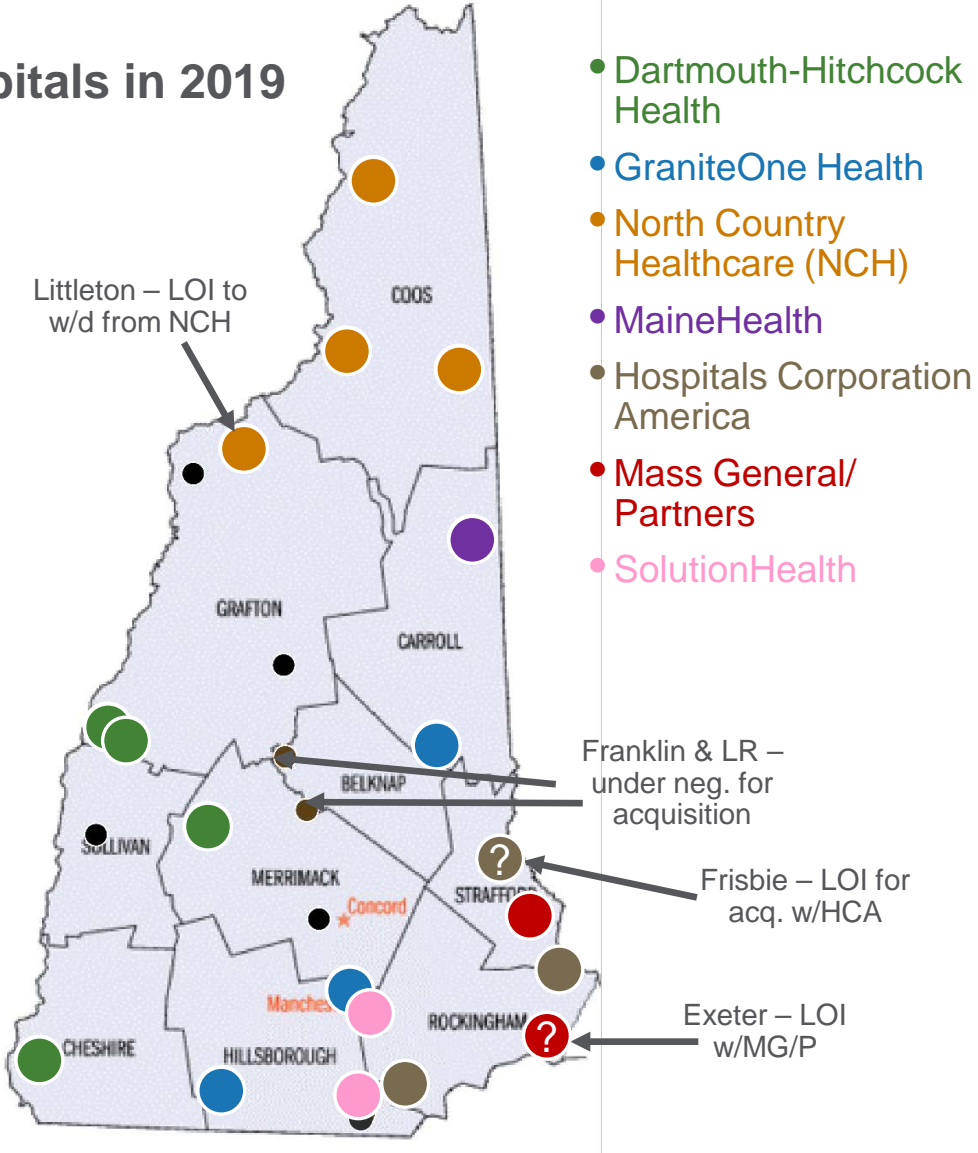 pitals in 2019
Dartmouth-Hitchcock
Health
GraniteOne Health
North Country
Healthcare (NCH)
MaineHealth
Hospitals Corporation
America
Mass General/
Partners
SolutionHealth
Littleton – LOI to
w/d from NCH
COOS
GRAFTON
CARROLL
Franklin & LR –
under neg. for
acquisition
BELKNAP
SULLIVAN
MERRIMACK
Concord
?
STRAFFORD
Frisbie – LOI for
acq. w/HCA
Manches
ROCKINGHAM
?
Exeter – LOI
w/MG/P
CHESHIRE
HILLSBOROUGH